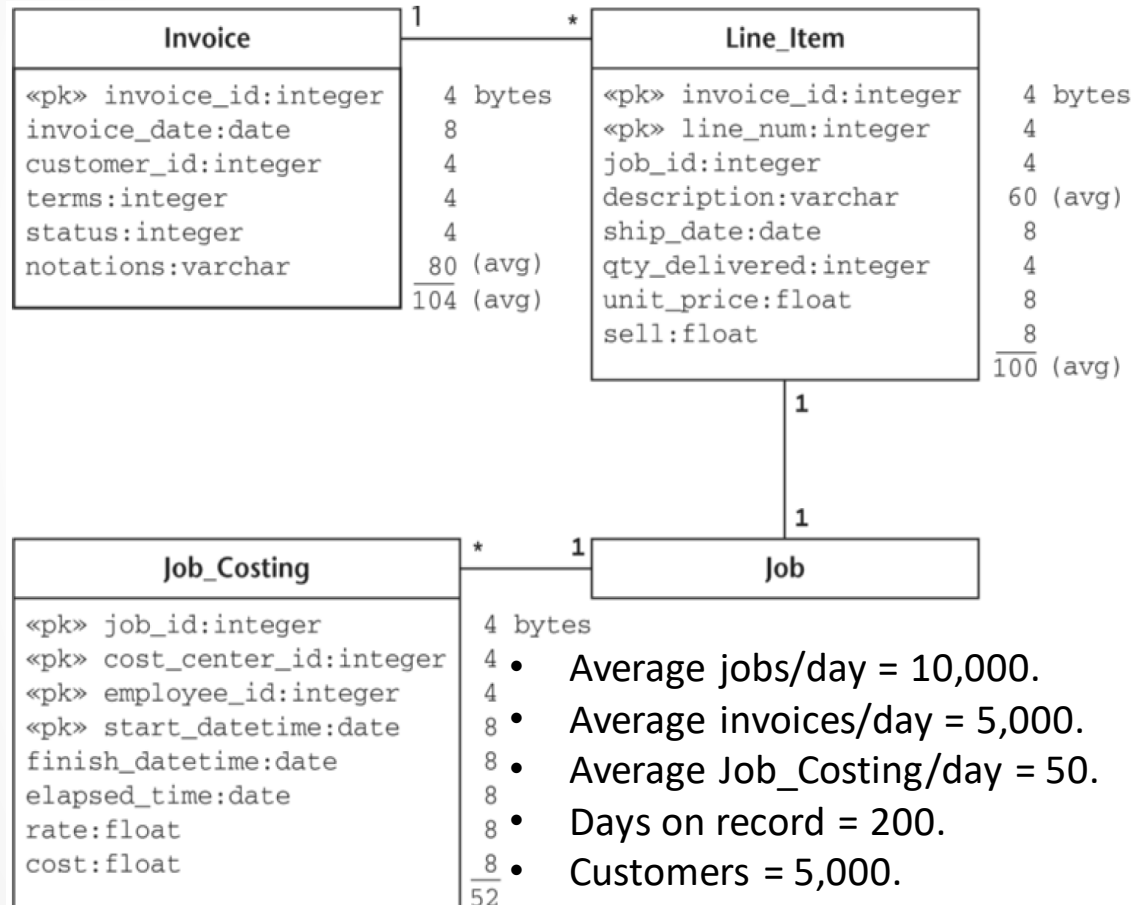 1 *
Invoice
«pk» invoice_id:integer 4 bytes
invoice_date:date 8
customer_id:integer 4
terms:integer 4
status:integer 4
notations:varchar 80 (avg)
104 (avg)
Line_Item
«pk» invoice_id:integer 4 bytes
«pk» line_num:integer 4
job_id:integer 4
description:varchar 60 (avg)
ship_date:date 8
qty_delivered:integer 4
unit_price:float 8
sell:float 8
100 (avg)
1
1
* 1
Job_Costing
«pk» job_id:integer 4 bytes
«pk» cost_center_id:integer 4
«pk» employee_id:integer 4
«pk» start_datetime:date 8
finish_datetime:date 8
elapsed_time:date 8
rate:float 8
cost:float 8
52
Job
• Average jobs/day = 10,000.
• Average invoices/day = 5,000.
• Average Job_Costing/day = 50.
• Days on record = 200.
• Customers = 5,000.